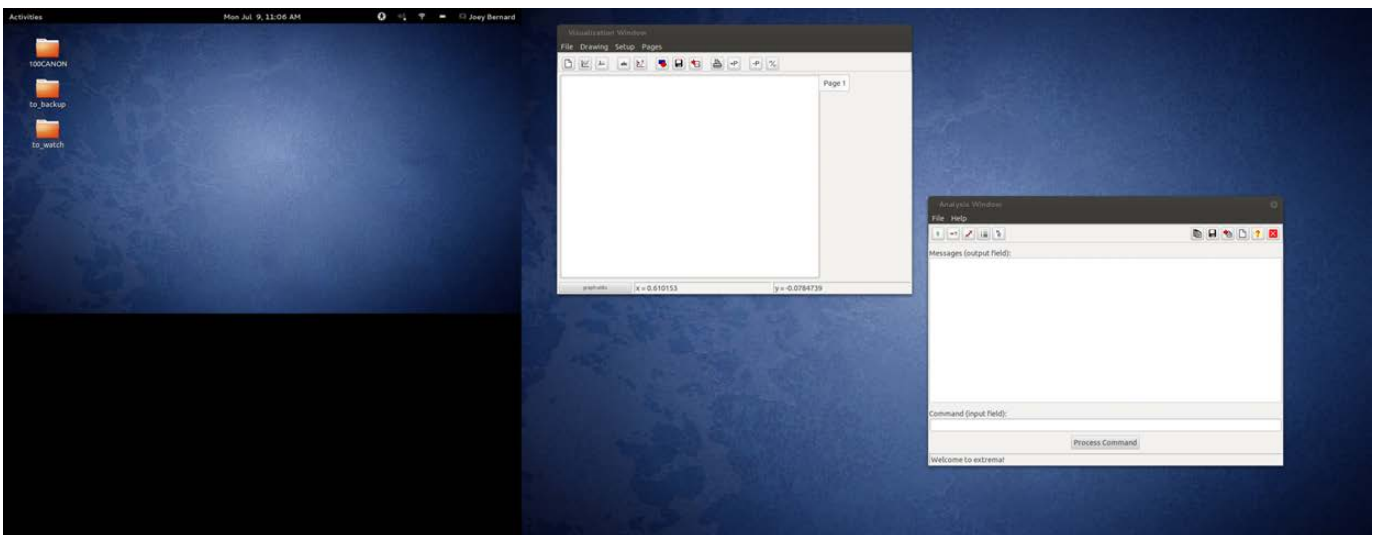 Activities Mon Jul 9, 11:06 AM Joey Bernard
100CANON
to_backup
to_watch
Visualization Window
File Drawing Setup Pages
Page 1
x = 0.610153 y = -0.0784739
Analysis Window
File Help
Messages (output field):
Command (input field):
Process Command
Welcome to extrema!